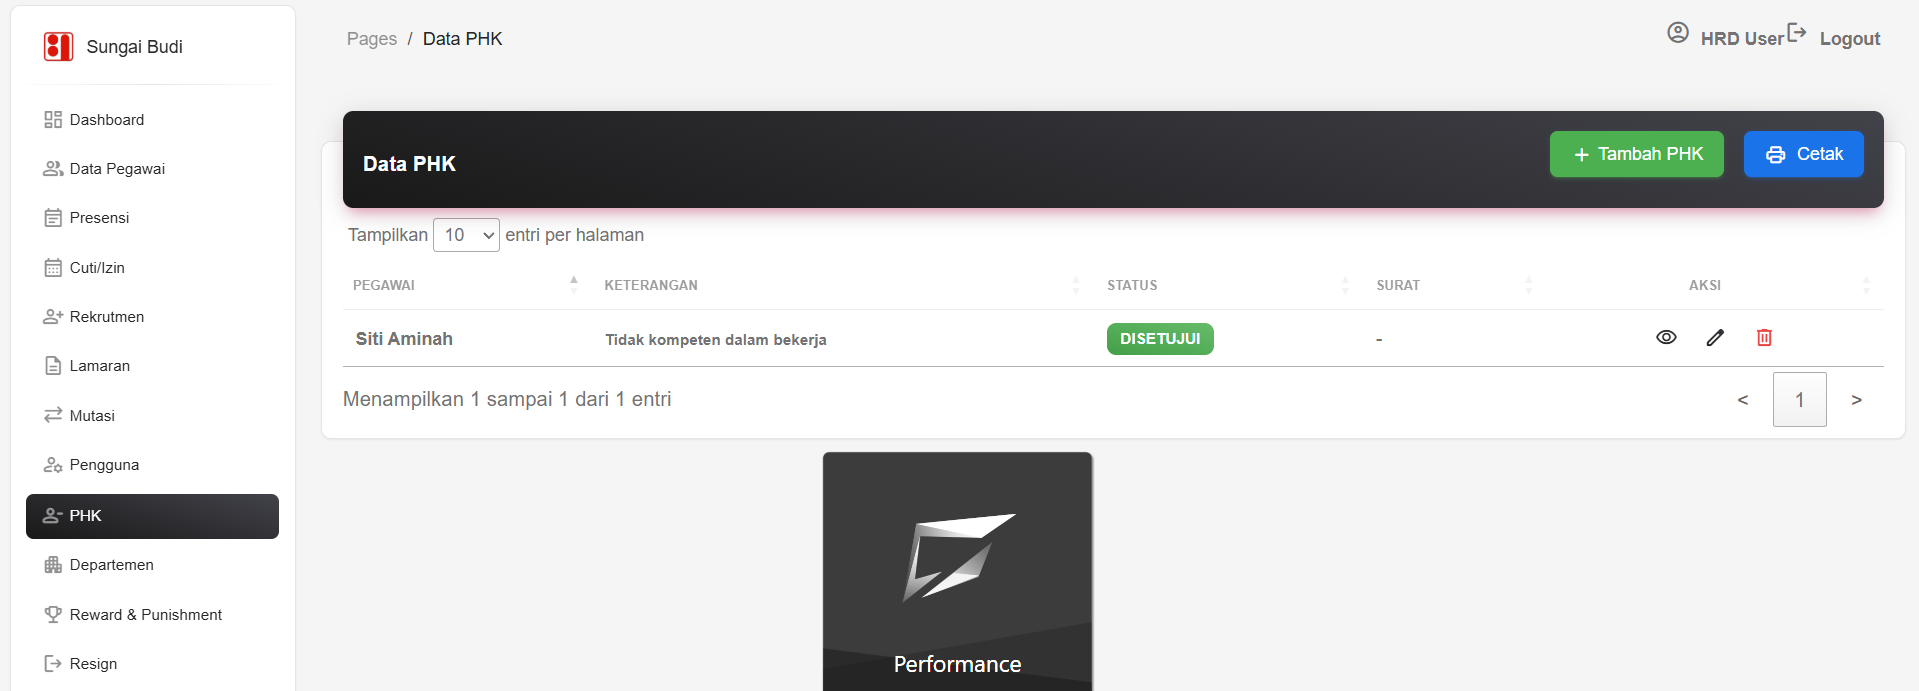 Sungai Budi
Dashboard
Data Pegawai
Presensi
Cuti/Izin
Rekrutmen
Lamaran
Mutasi
Pengguna
PHK
Departemen
Reward & Punishment
Resign
Pages / Data PHK
HRD User Logout
Data PHK
+ Tambah PHK
Cetak
Tampilkan 10 entri per halaman
PEGAWAI KETERANGAN STATUS SURAT AKSI
Siti Aminah Tidak kompeten dalam bekerja DISETUJUI -
Menampilkan 1 sampai 1 dari 1 entri
< 1 >
Performance